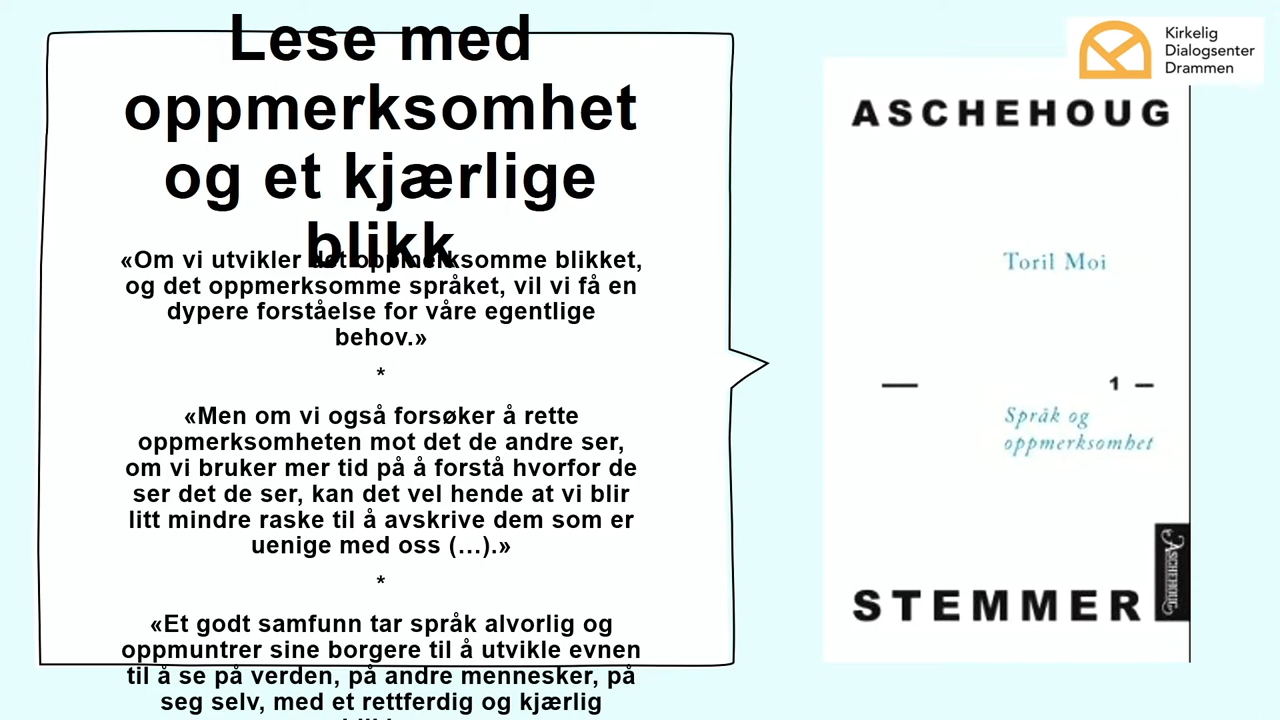 Lese med
oppmerksomhet
og et kjærlige
blikk
«Om vi utvikler det oppmerksomme blikket,
og det oppmerksomme språket, vil vi få en
dypere forståelse for våre egentlige
behov.»
*
«Men om vi også forsøker å rette
oppmerksomheten mot det de andre ser,
om vi bruker mer tid på å forstå hvorfor de
ser det de ser, kan det vel hende at vi blir
litt mindre raske til å avskrive dem som er
uenige med oss (…).»
*
«Et godt samfunn tar språk alvorlig og
oppmuntrer sine borgere til å utvikle evnen
til å se på verden, på andre mennesker, på
seg selv, med et rettferdig og kjærlig
Kirkelig
Dialogsenter
Drammen
ASCHEHOUG
Toril Moi
— 1 —
Språk og
oppmerksomhet
ASCHEHOUG
STEMMER